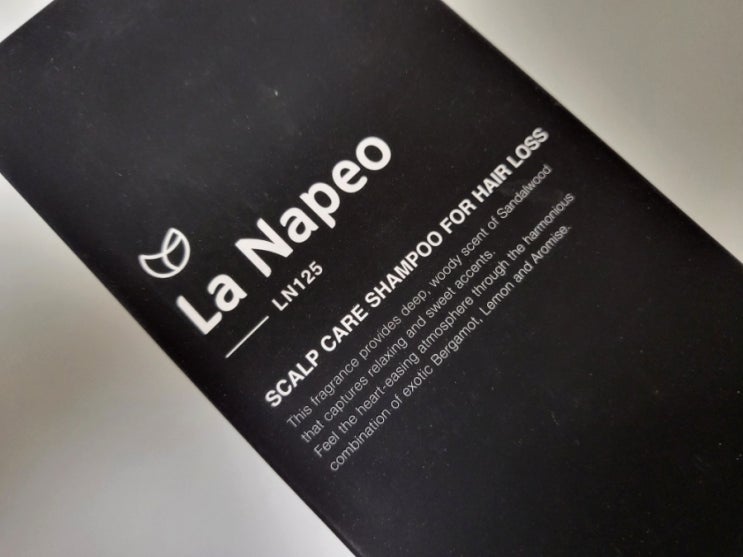 La Napeo
LN125
SCALP CARE SHAMPOO FOR HAIR LOSS
This fragrance provides deep, woody scent of Sandalwood
that captures relaxing and sweet accents.
Feel the heart-easing atmosphere through the harmonious
combination of exotic Bergamot, Lemon and Aromise.